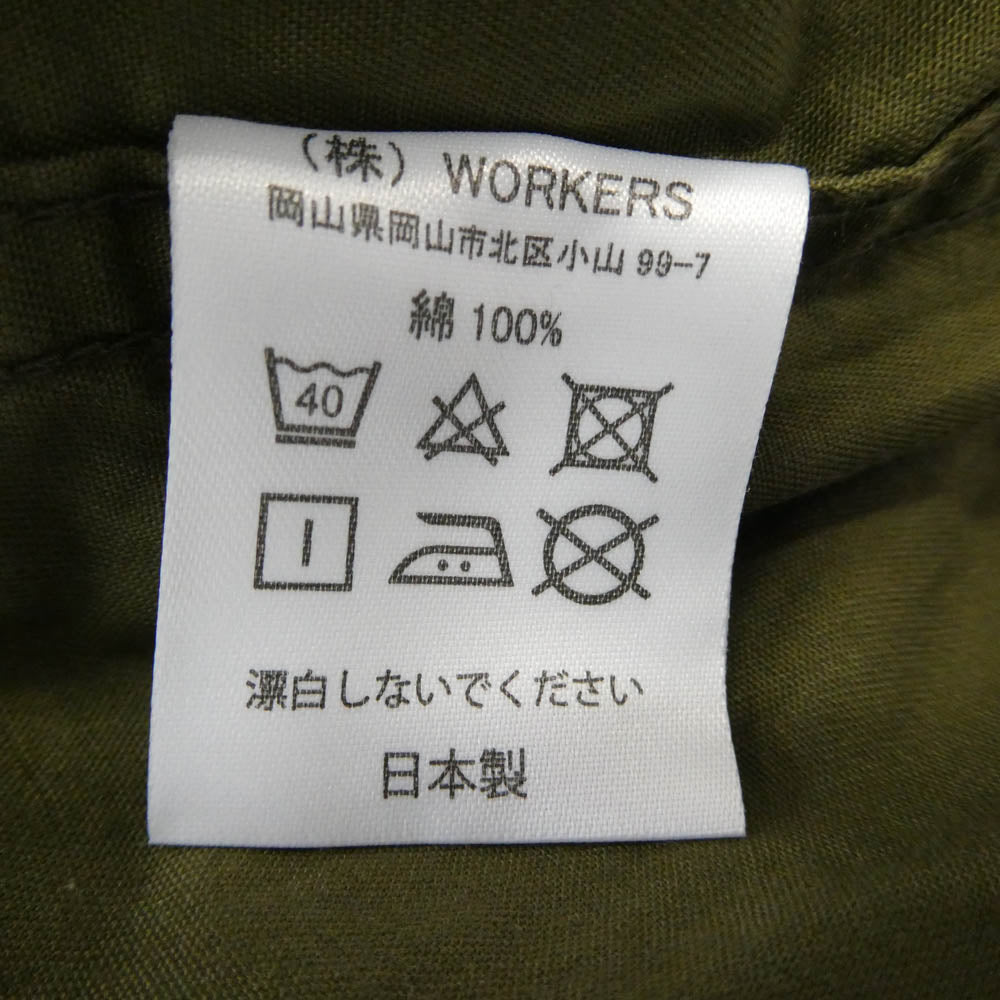 （株）WORKERS
岡山県岡山市北区小山 99-7
綿 100%
40
漂白しないでください
日本製